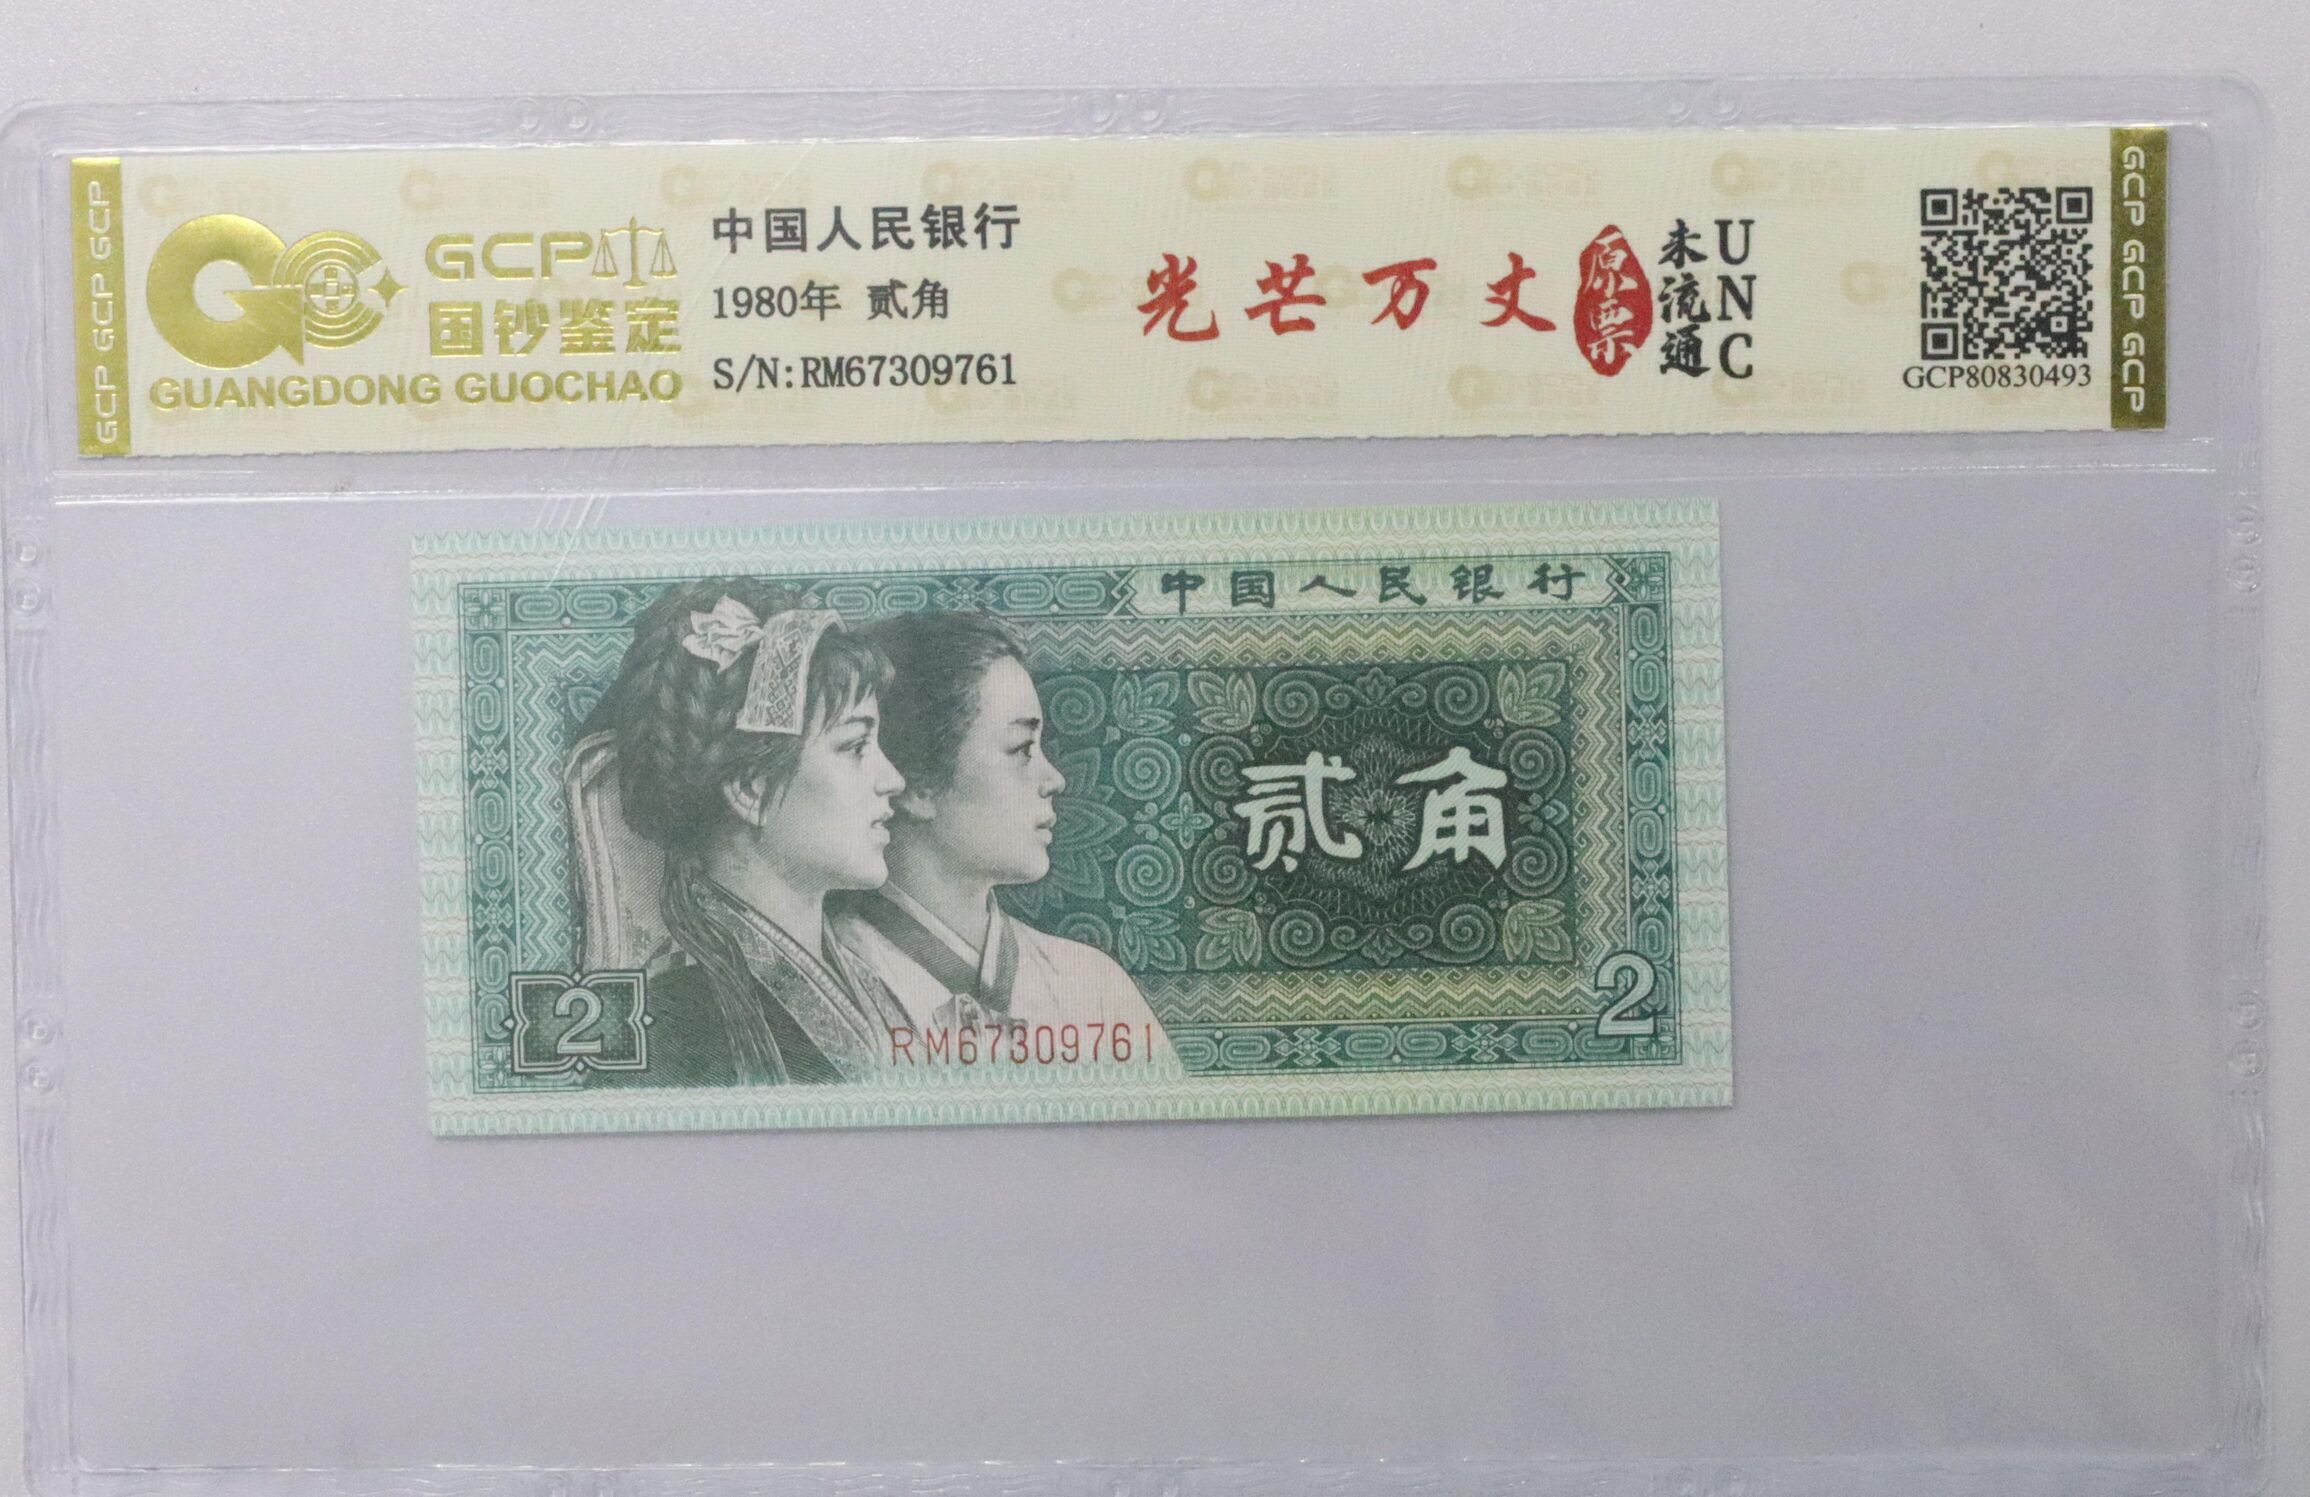 GCP GCP GCP
GCP
国钞鉴定
GUANGDONG GUOCHAO
中国人民银行
1980年 贰角
S/N:RM67309761
光芒万丈
原票
未流通
UNC
GCP80830493
GCP GCP GCP
中国人民银行
贰角
2
RM67309761
2